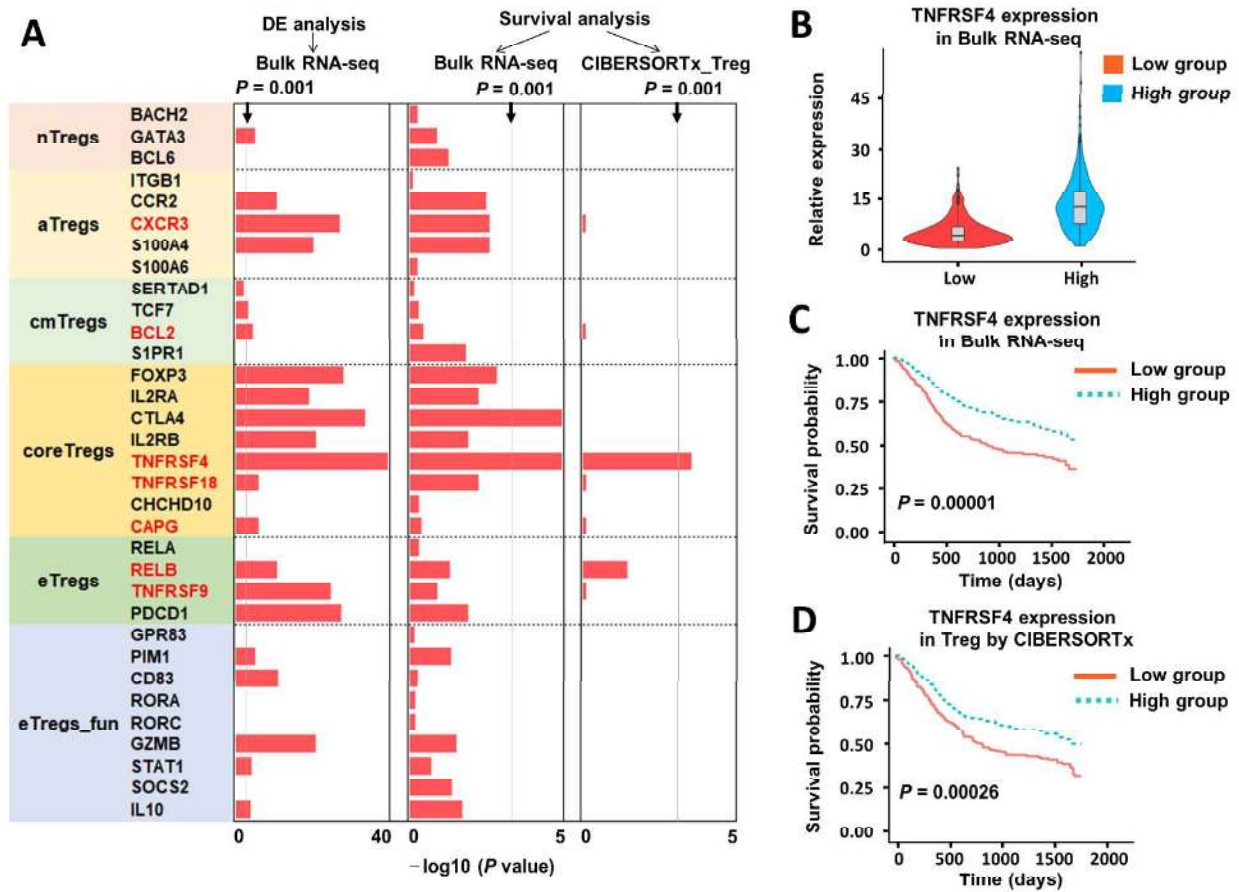 A
DE analysis
Survival analysis
Bulk RNA-seq
Bulk RNA-seq
CIBERSORTx_Treg
P = 0.001
P = 0.001
P = 0.001
nTregs
BACH2
GATA3
BCL6
aTregs
ITGB1
CCR2
CXCR3
S100A4
S100A6
cmTregs
SERTAD1
TCF7
BCL2
S1PR1
coreTregs
FOXP3
IL2RA
CTLA4
IL2RB
TNFRSF4
TNFRSF18
CHCHD10
CAPG
eTregs
RELA
RELB
TNFRSF9
PDCD1
eTregs_fun
GPR83
PIM1
CD83
RORA
RORC
GZMB
STAT1
SOCS2
IL10
0 40 0 5 0 5
−log10 (P value)
B
TNFRSF4 expression
in Bulk RNA-seq
Low group
High group
Relative expression
45
30
15
0
Low High
C
TNFRSF4 expression
in Bulk RNA-seq
Low group
High group
Survival probability
1.00
0.75
0.50
0.25
0.00
P = 0.00001
0 500 1000 1500 2000
Time (days)
D
TNFRSF4 expression
in Treg by CIBERSORTx
Low group
High group
Survival probability
1.00
0.75
0.50
0.25
0.00
P = 0.00026
0 500 1000 1500 2000
Time (days)